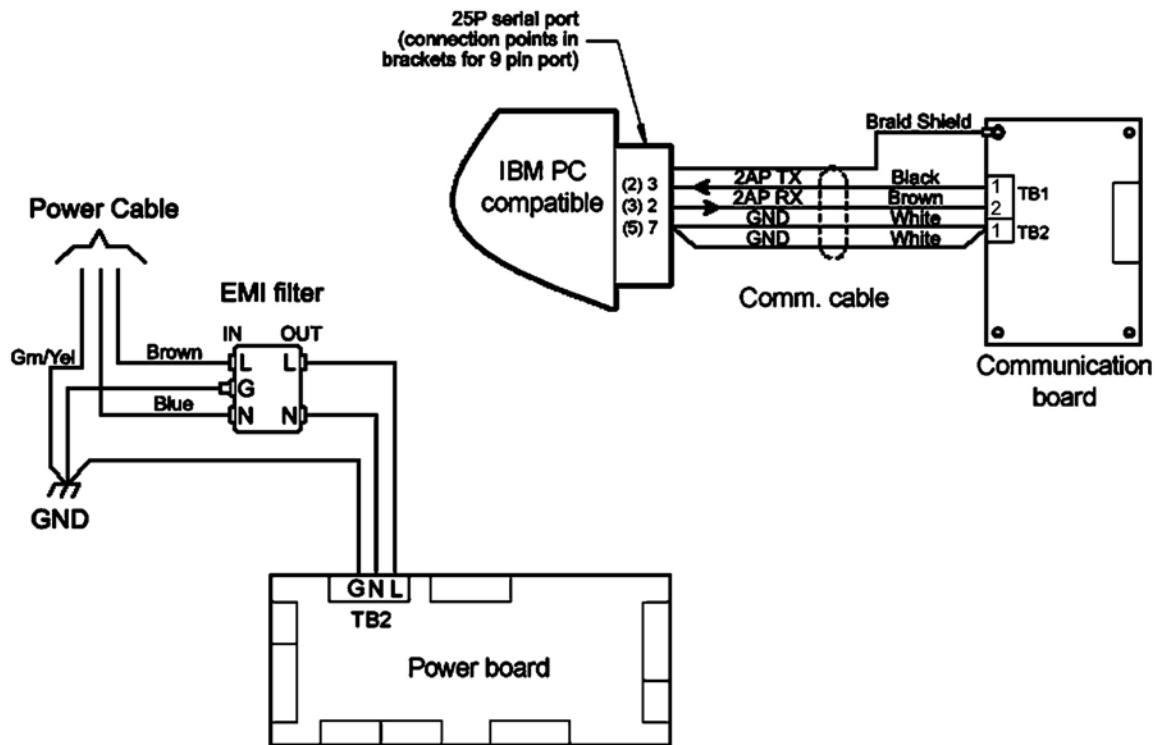 25P serial port
(connection points in
brackets for 9 pin port)
Braid Shield
IBM PC
compatible
(2) 3
(3) 2
(5) 7
2AP TX
Black
2AP RX
Brown
GND
White
GND
White
1
2
1
TB1
TB2
Comm. cable
Communication
board
Power Cable
EMI filter
IN
OUT
Grn/Yel
Brown
Blue
L
L
G
N
N
GND
G N L
TB2
Power board